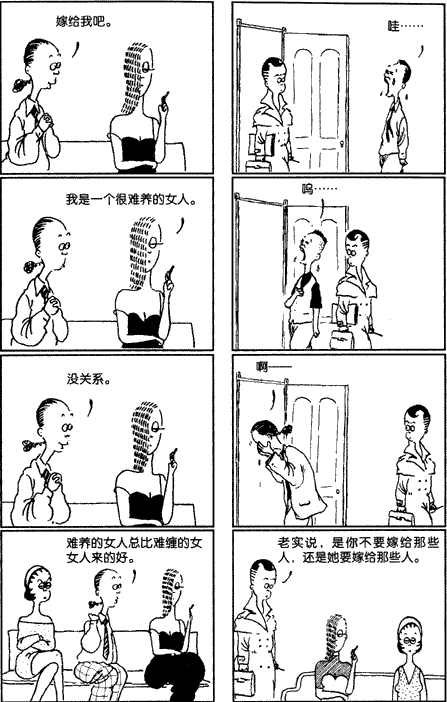 嫁给我吧。
我是一个很难养的女人。
没关系。
难养的女人总比难缠的女
女人来的好。
哇……
呜……
啊——
老实说，是你不要嫁给那些
人，还是她要嫁给那些人。